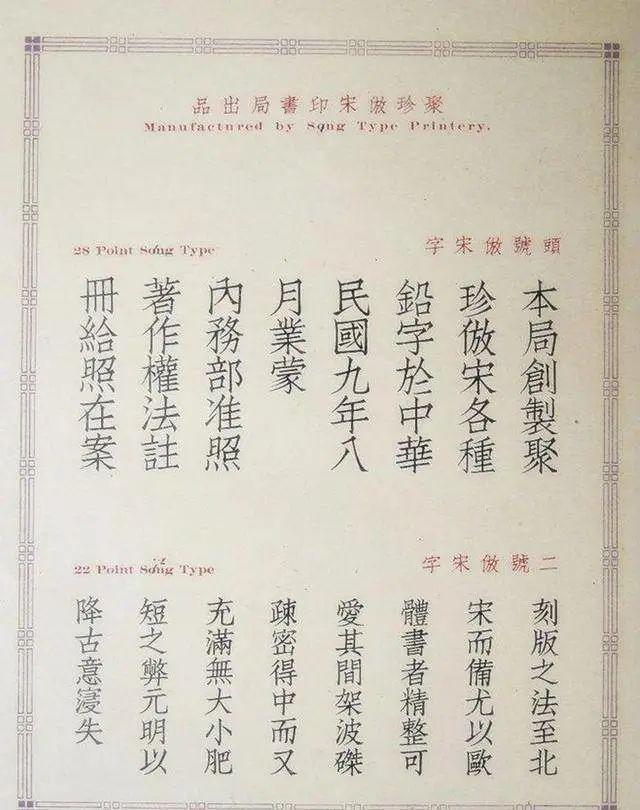 聚珍倣宋印書局出品
Manufactured by Song Type Printery.
頭號倣宋字
28 Point Song Type
本局創製聚
珍倣宋各種
鉛字於中華
民國九年八
月業蒙
內務部准照
著作權法註
冊給照在案
二號倣宋字
22 Point Song Type
刻版之法至北
宋而備尤以歐
體書者精整可
愛其間架波磔
疎密得中而又
充滿無大小肥
短之弊元明以
降古意寖失